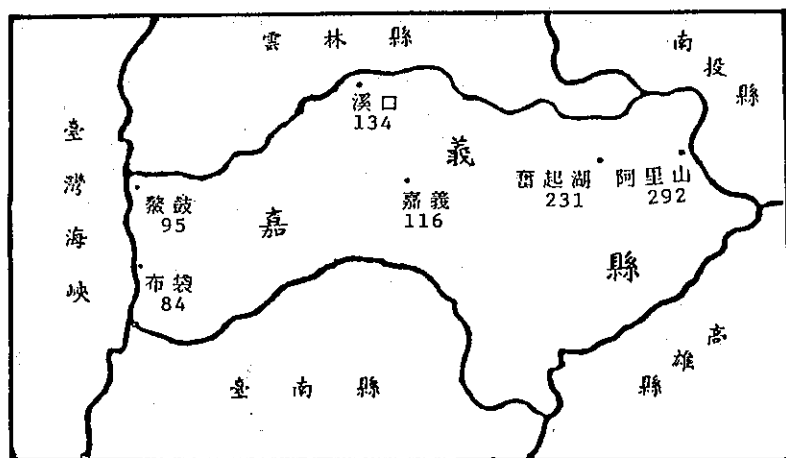 雲林縣
南投縣
臺灣海峽
溪口
134
義
奮起湖
231
阿里山
292
鰲鼓
95
嘉
嘉義
116
縣
布袋
84
臺南縣
高雄縣